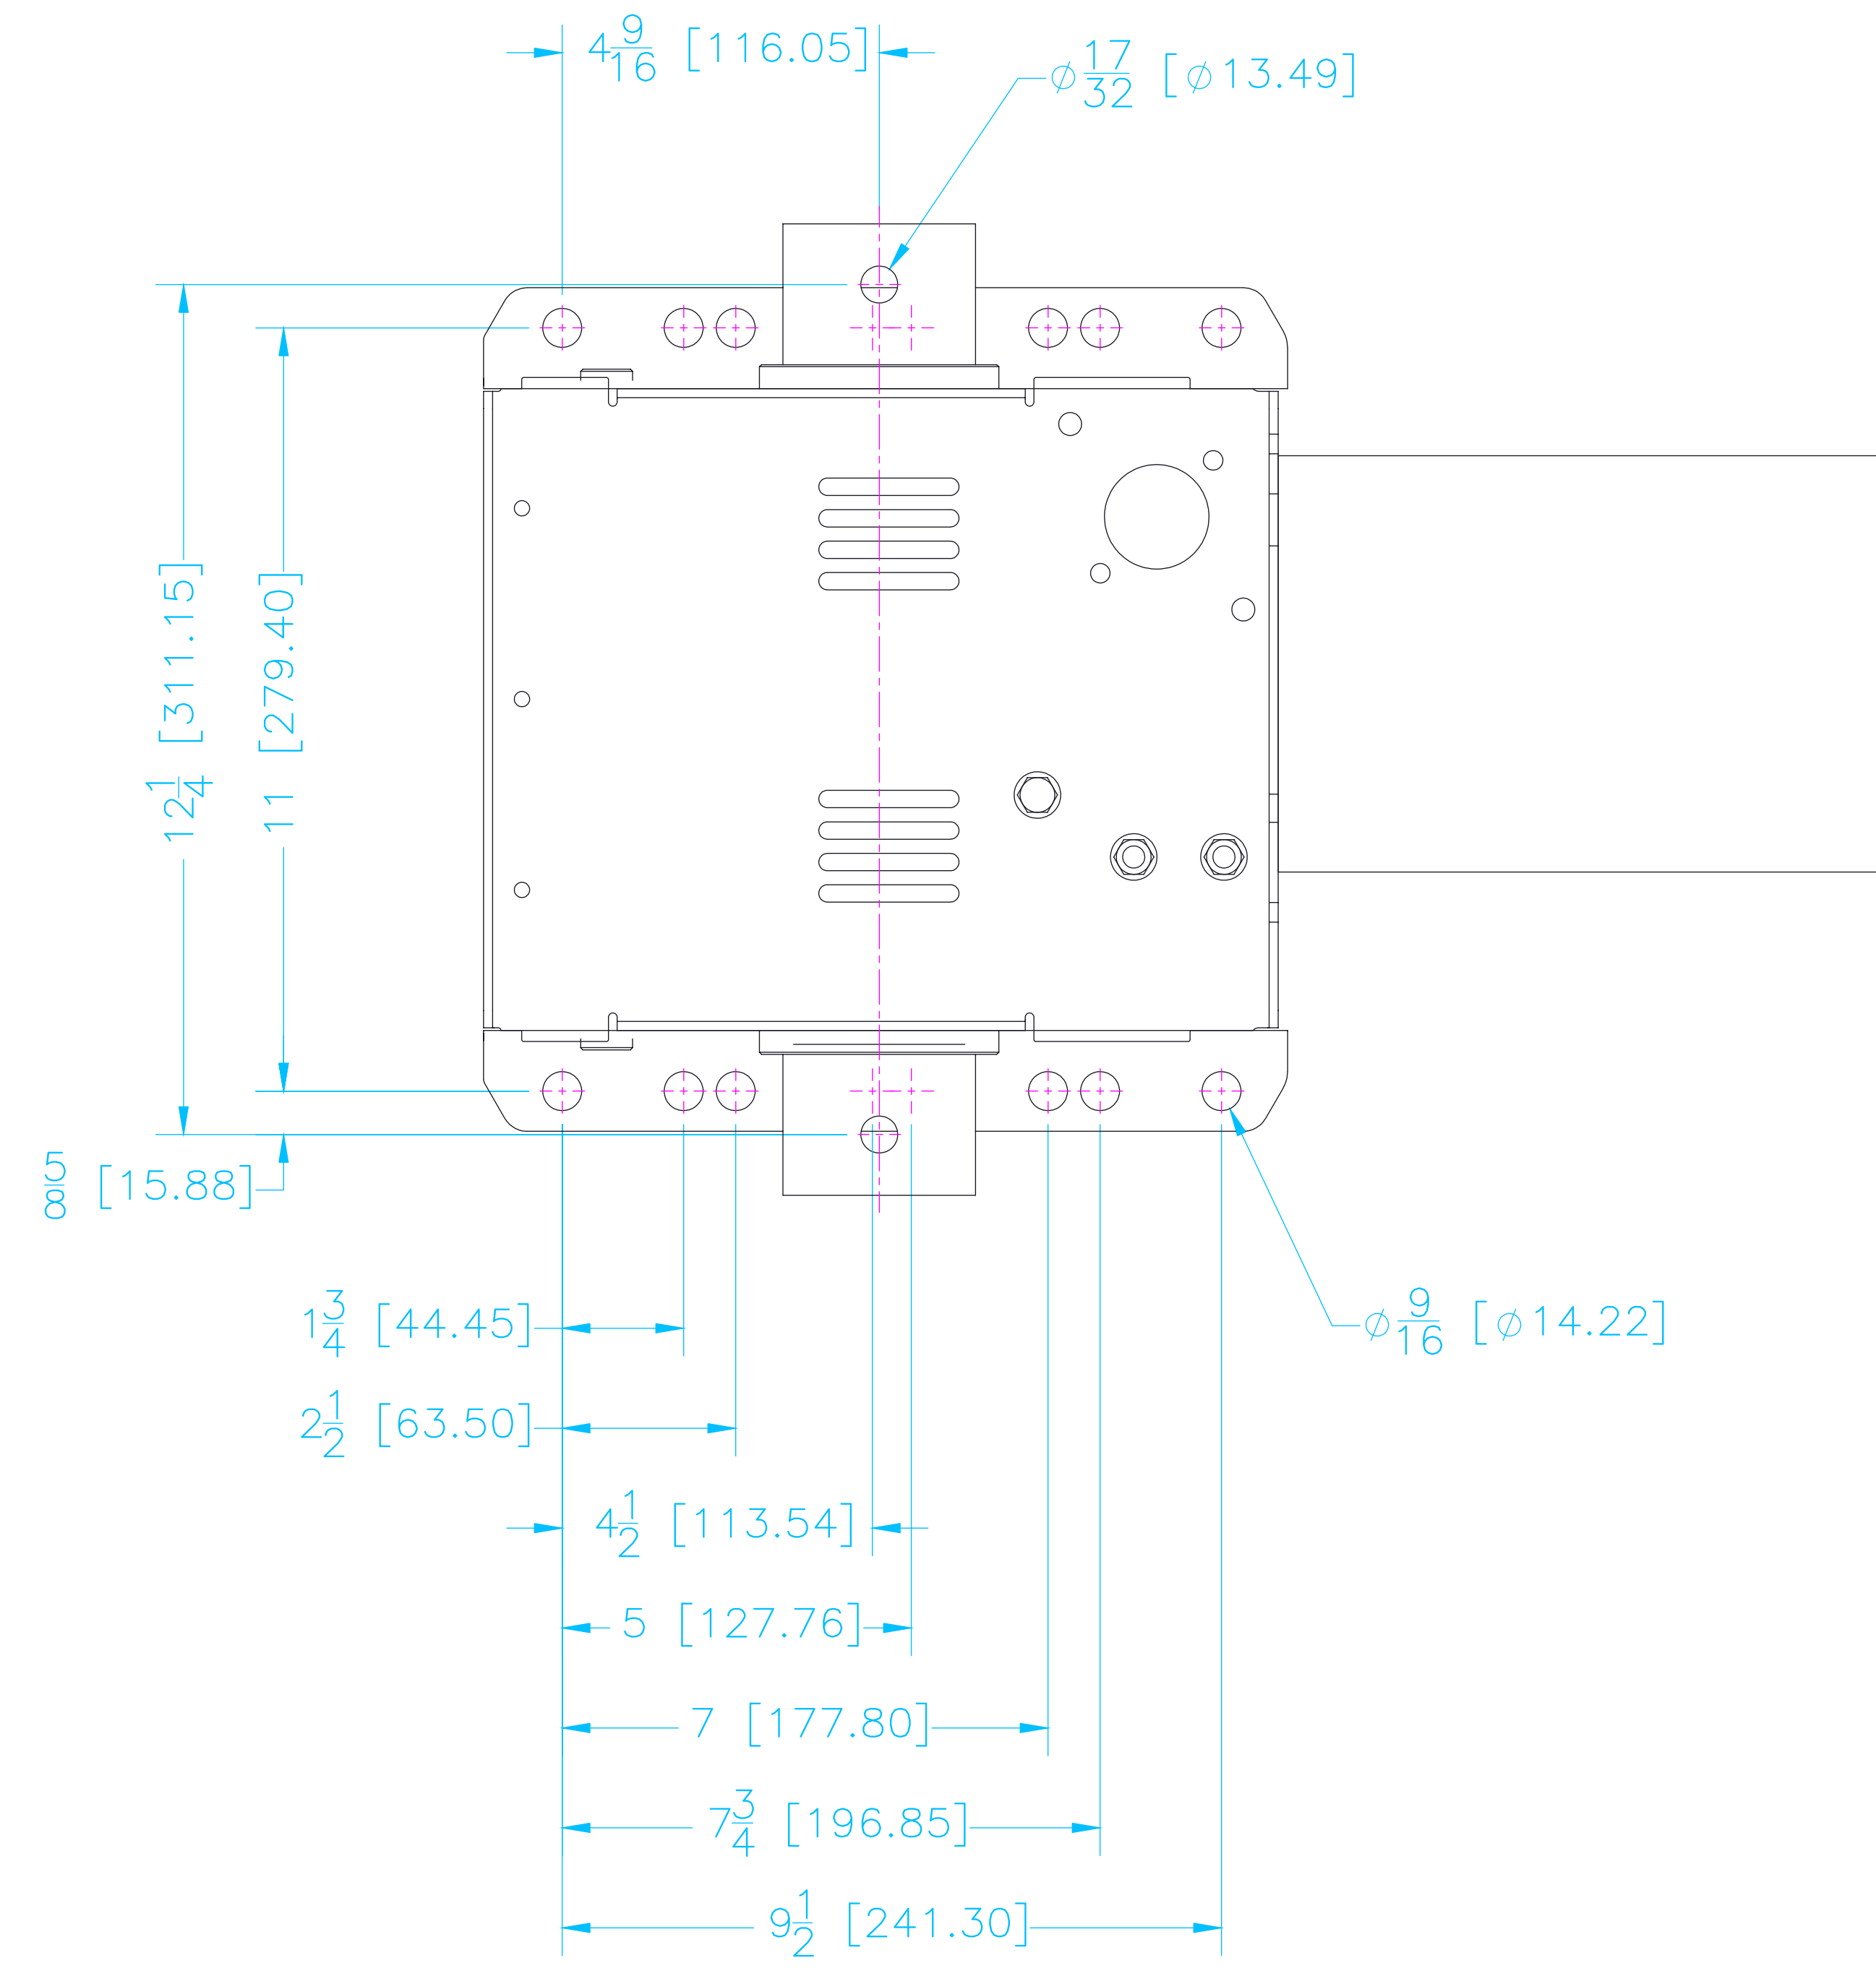 4 9/16 [116.05]
⌀17/32 [⌀13.49]
12 1/4 [311.15]
11 [279.40]
5/8 [15.88]
1 3/4 [44.45]
⌀9/16 [⌀14.22]
2 1/2 [63.50]
4 1/2 [113.54]
5 [127.76]
7 [177.80]
7 3/4 [196.85]
9 1/2 [241.30]